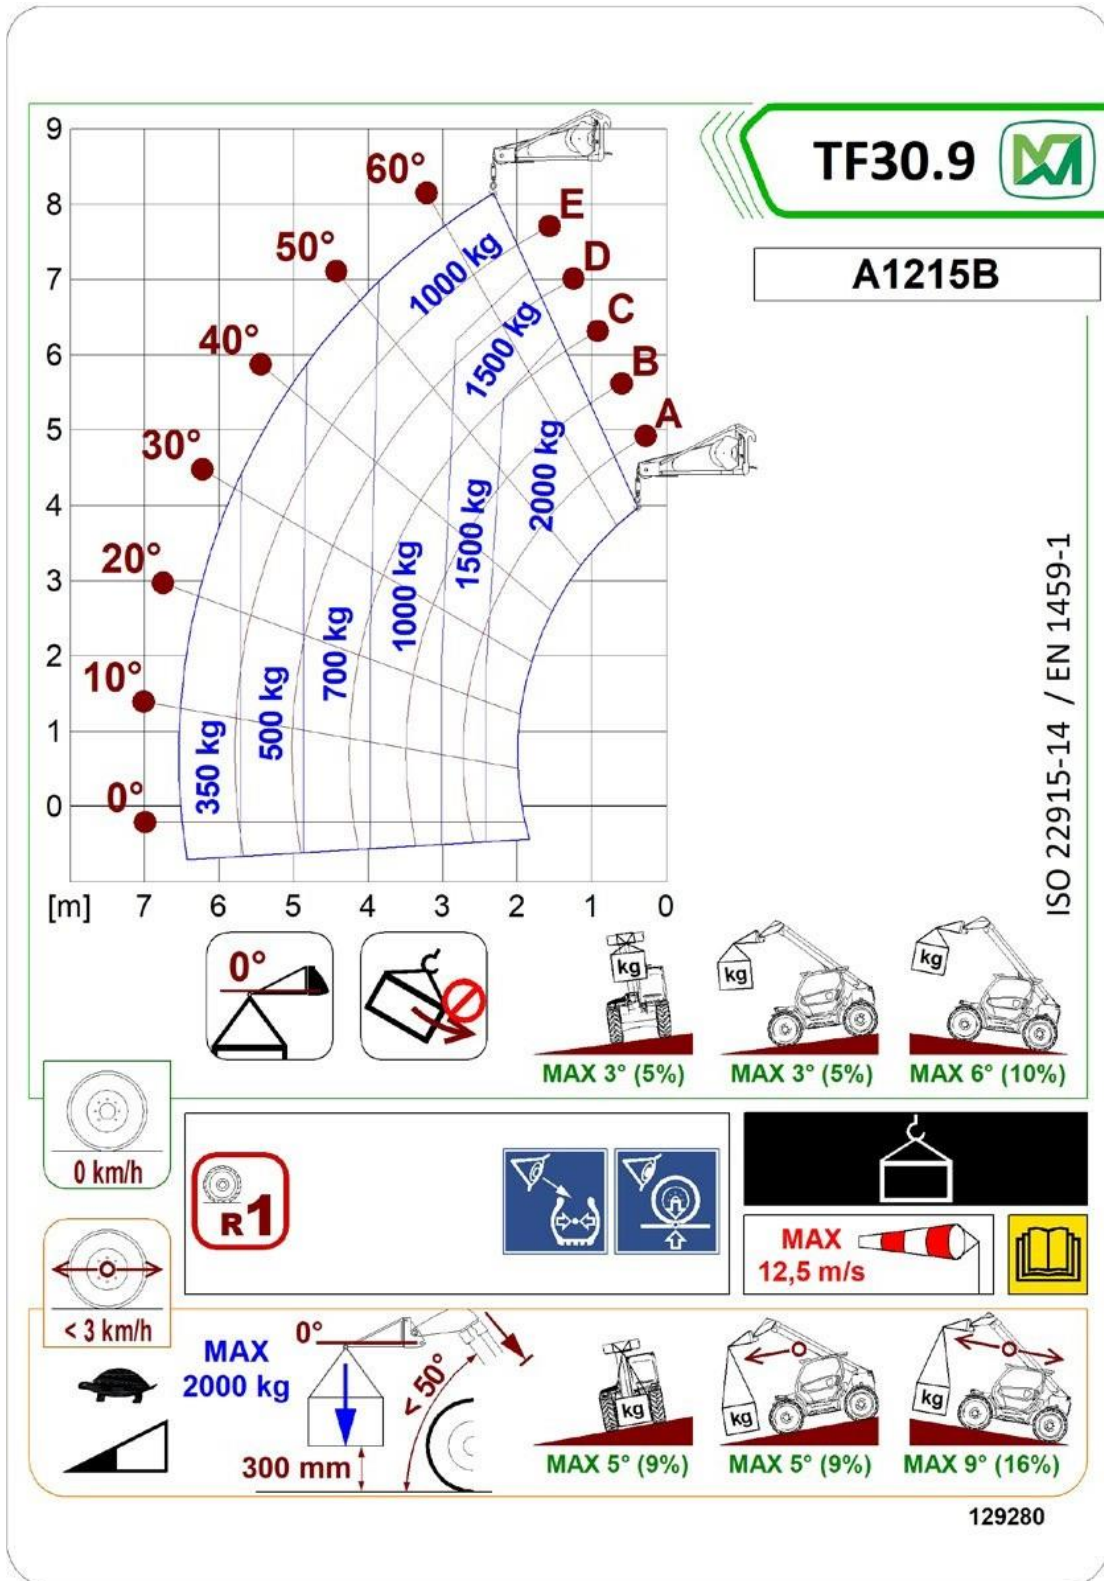 TF30.9
A1215B
9
8
7
6
5
4
3
2
1
0
60°
50°
40°
30°
20°
10°
0°
E
D
C
B
A
1000 kg
1500 kg
2000 kg
1500 kg
1000 kg
700 kg
500 kg
350 kg
[m] 7 6 5 4 3 2 1 0
ISO 22915-14 / EN 1459-1
0°
kg
kg
kg
MAX 3° (5%)
MAX 3° (5%)
MAX 6° (10%)
0 km/h
R1
MAX
12,5 m/s
< 3 km/h
MAX
2000 kg
0°
< 50°
300 mm
kg
kg
kg
MAX 5° (9%)
MAX 5° (9%)
MAX 9° (16%)
129280